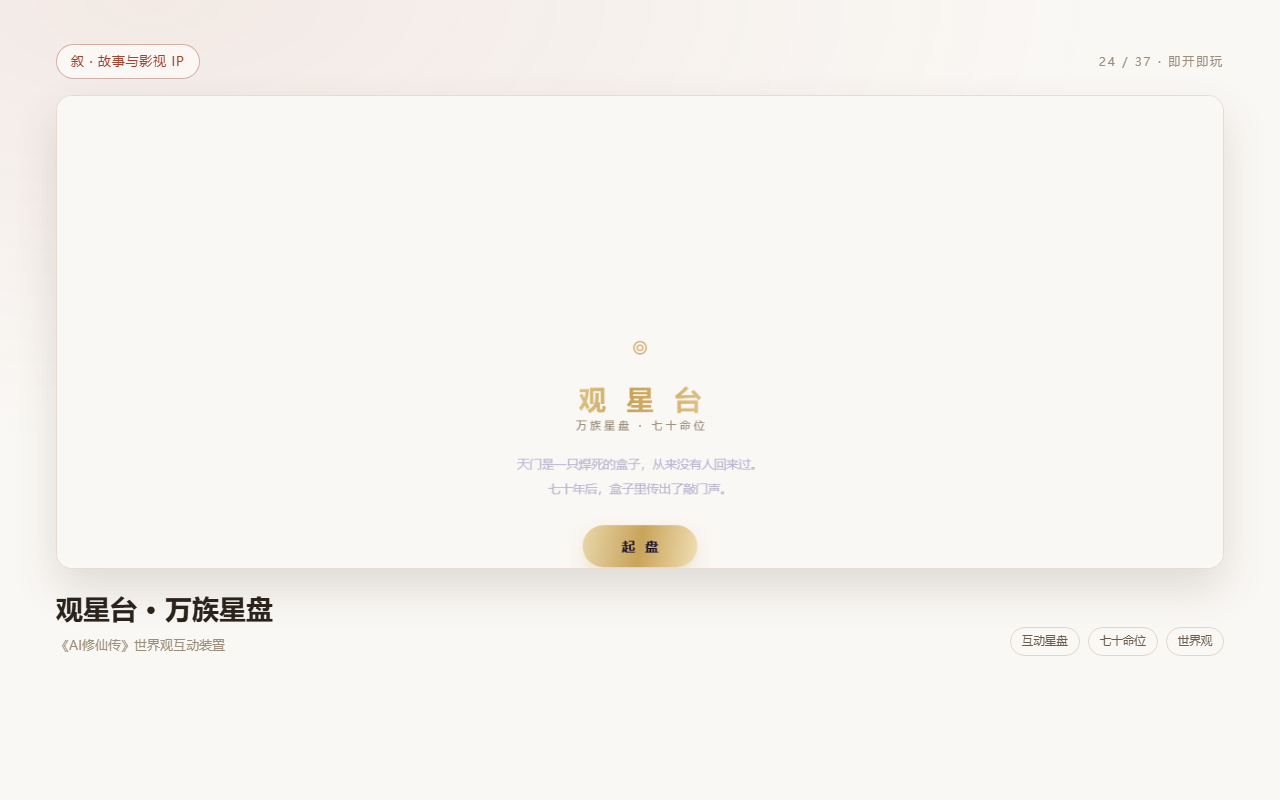 叙 · 故事与影视 IP
24 / 37 · 即开即玩
◎
观星台
万族星盘 · 七十命位
天门是一只焊死的盒子，从来没有人回来过。
七十年后，盒子里传出了敲门声。
起盘
观星台 · 万族星盘
《AI修仙传》世界观互动装置
互动星盘
七十命位
世界观